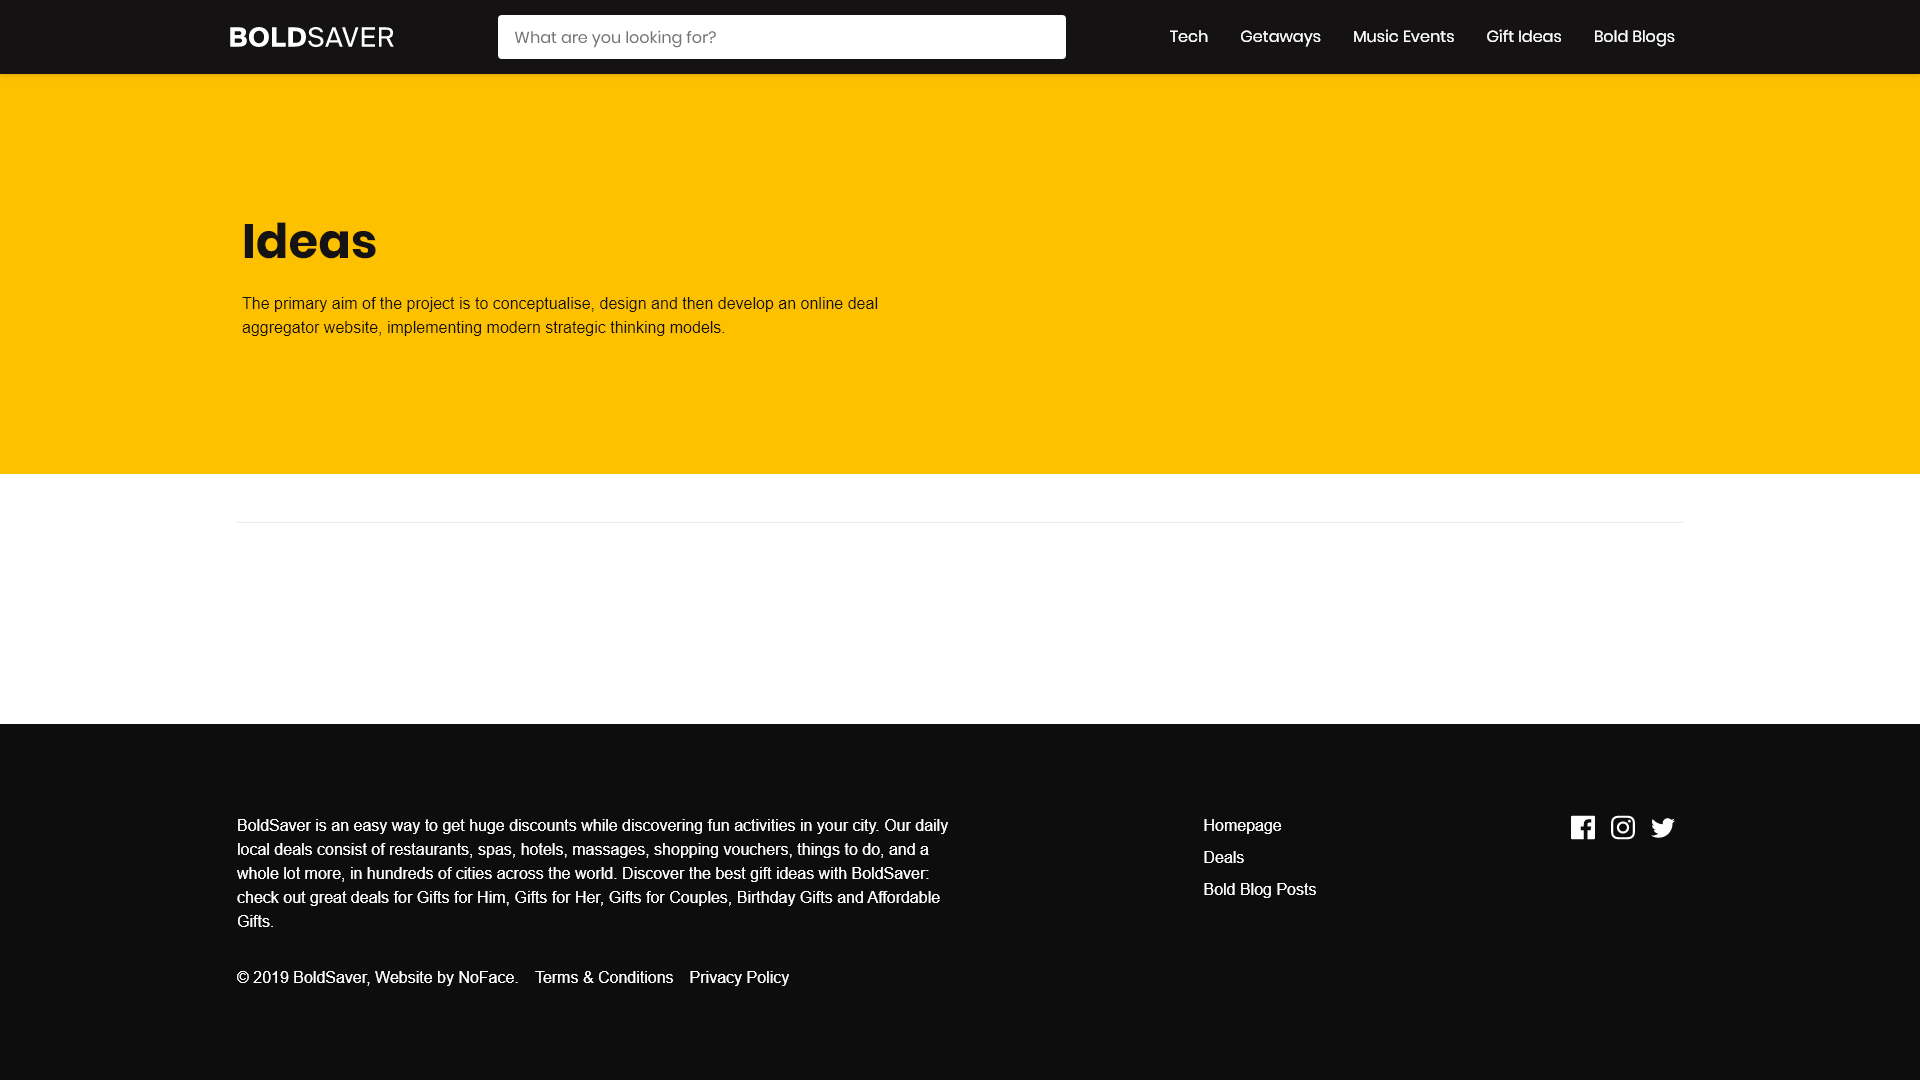 BOLDSAVER
What are you looking for?
Tech
Getaways
Music Events
Gift Ideas
Bold Blogs
Ideas
The primary aim of the project is to conceptualise, design and then develop an online deal
aggregator website, implementing modern strategic thinking models.
BoldSaver is an easy way to get huge discounts while discovering fun activities in your city. Our daily
local deals consist of restaurants, spas, hotels, massages, shopping vouchers, things to do, and a
whole lot more, in hundreds of cities across the world. Discover the best gift ideas with BoldSaver:
check out great deals for Gifts for Him, Gifts for Her, Gifts for Couples, Birthday Gifts and Affordable
Gifts.
© 2019 BoldSaver, Website by NoFace.
Terms & Conditions
Privacy Policy
Homepage
Deals
Bold Blog Posts